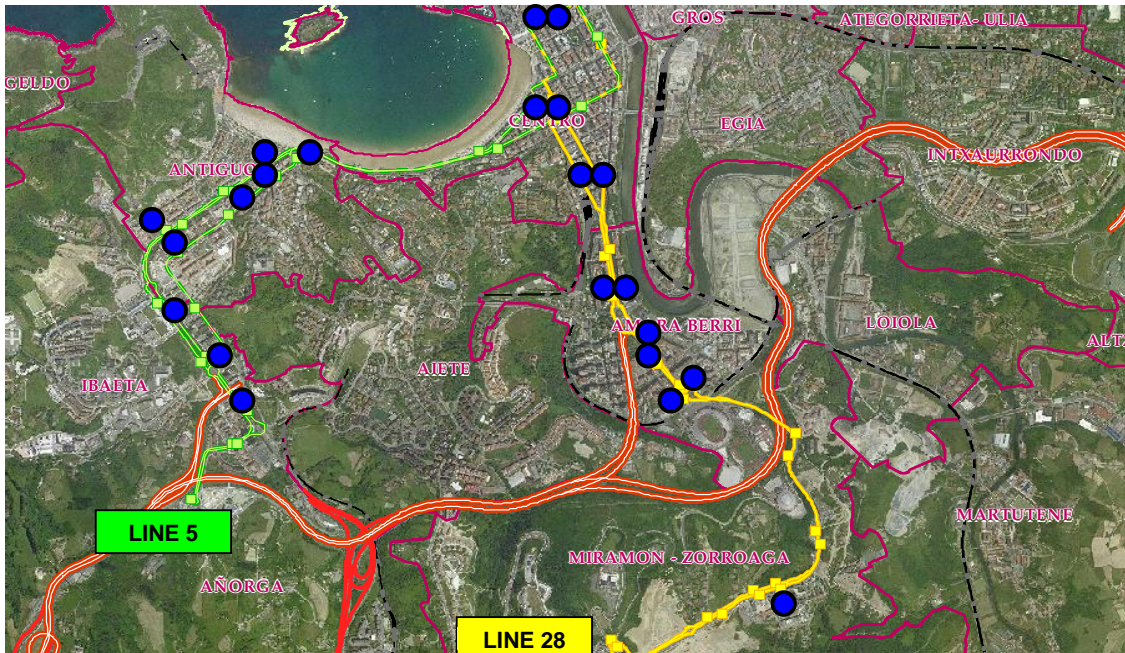 GROS
ATEGORRIETA- ULIA
GELDO
CENTRO
EGIA
INTXAURRONDO
ANTIGUO
AMARA BERRI
LOIOLA
ALTZ
AIETE
IBAETA
MARTUTENE
LINE 5
MIRAMON - ZORROAGA
AÑORGA
LINE 28